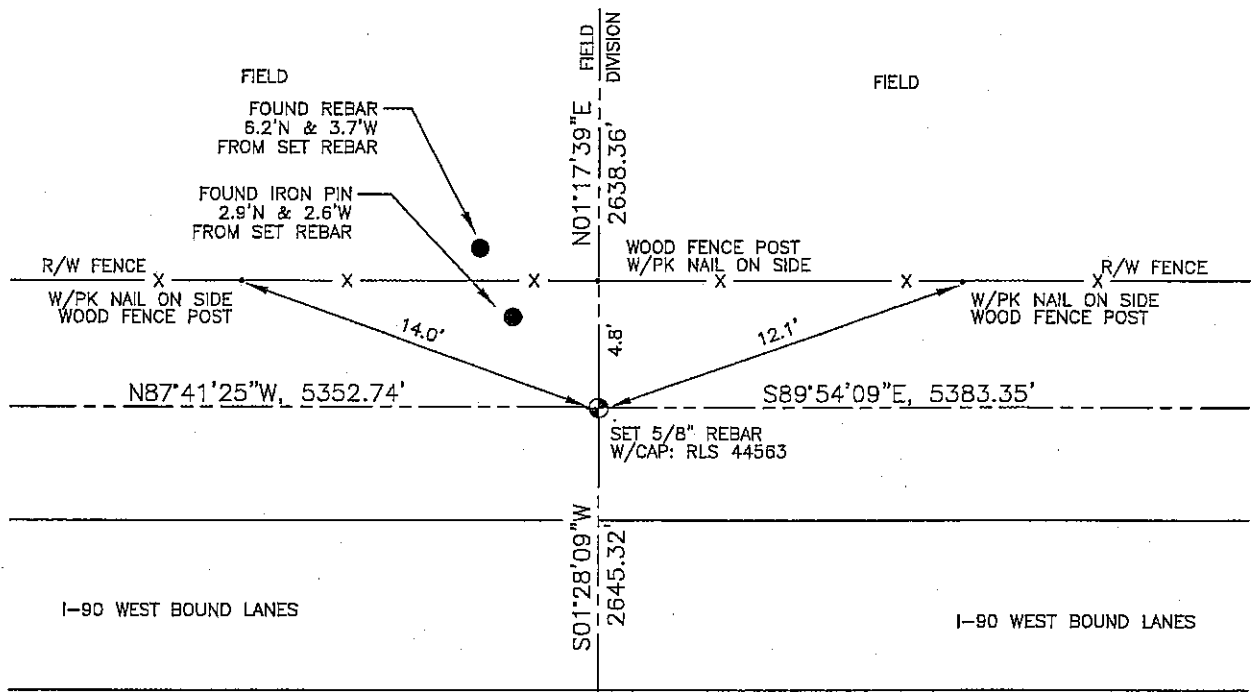 FIELD
FIELD
DIVISION
FIELD
FOUND REBAR
6.2'N & 3.7'W
FROM SET REBAR
FOUND IRON PIN
2.9'N & 2.6'W
FROM SET REBAR
N01°17'39"E
2638.36'
WOOD FENCE POST
W/PK NAIL ON SIDE
R/W FENCE
X
X
X
X
X
X
R/W FENCE
W/PK NAIL ON SIDE
WOOD FENCE POST
W/PK NAIL ON SIDE
WOOD FENCE POST
14.0'
4.8'
12.1'
N87°41'25"W, 5352.74'
S89°54'09"E, 5383.35'
SET 5/8" REBAR
W/CAP: RLS 44563
S01°28'09"W
2645.32'
I-90 WEST BOUND LANES
I-90 WEST BOUND LANES